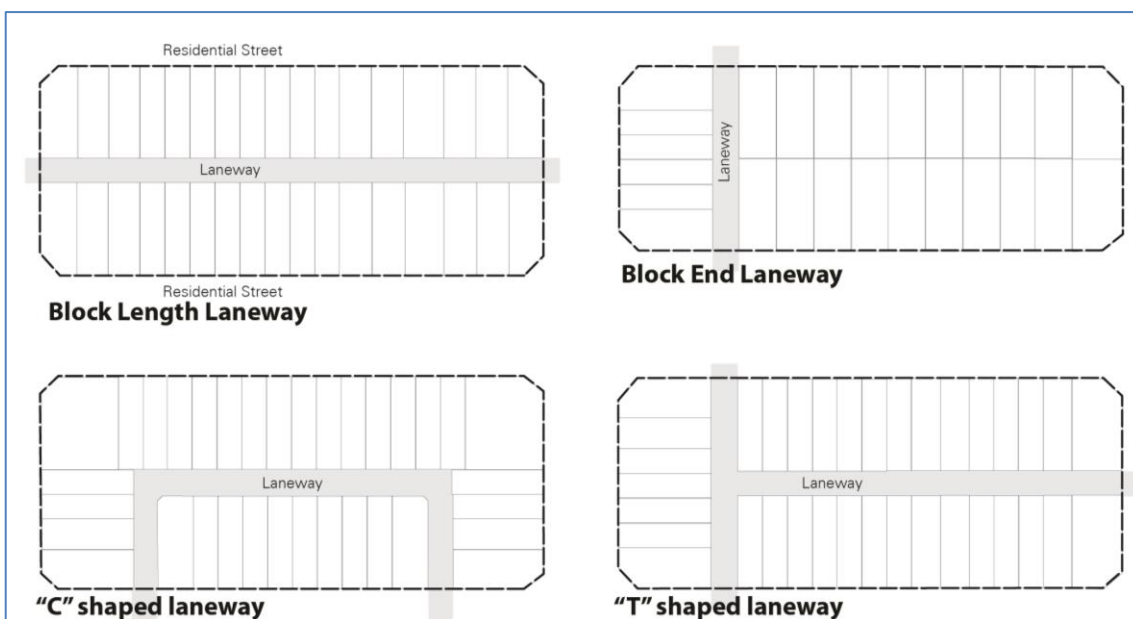 Residential Street
Laneway
Residential Street
Block Length Laneway
Laneway
Block End Laneway
Laneway
"C" shaped laneway
Laneway
"T" shaped laneway